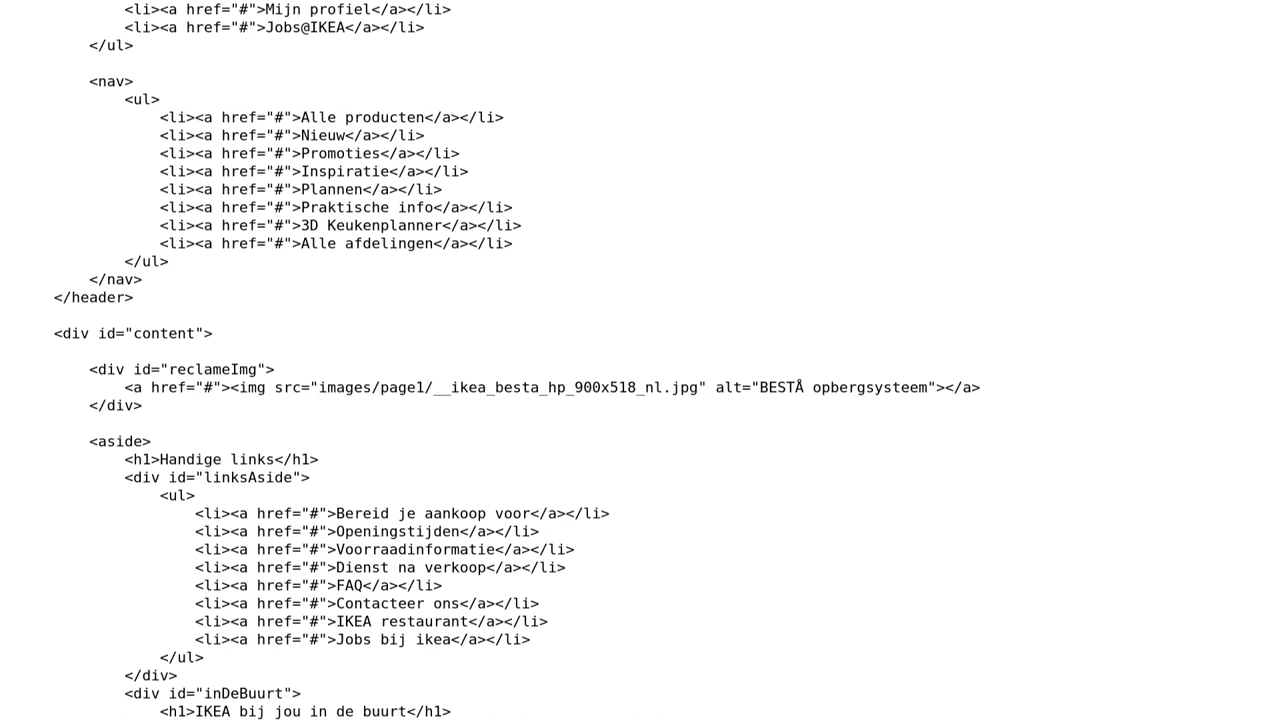 <li><a href="#">Mijn profiel</a></li>
<li><a href="#">Jobs@IKEA</a></li>
</ul>
<nav>
<ul>
<li><a href="#">Alle producten</a></li>
<li><a href="#">Nieuw</a></li>
<li><a href="#">Promoties</a></li>
<li><a href="#">Inspiratie</a></li>
<li><a href="#">Plannen</a></li>
<li><a href="#">Praktische info</a></li>
<li><a href="#">3D Keukenplanner</a></li>
<li><a href="#">Alle afdelingen</a></li>
</ul>
</nav>
</header>
<div id="content">
<div id="reclameImg">
<a href="#"><img src="images/page1/__ikea_besta_hp_900x518_nl.jpg" alt="BESTÅ opbergsysteem"></a>
</div>
<aside>
<h1>Handige links</h1>
<div id="linksAside">
<ul>
<li><a href="#">Bereid je aankoop voor</a></li>
<li><a href="#">Openingstijden</a></li>
<li><a href="#">Voorraadinformatie</a></li>
<li><a href="#">Dienst na verkoop</a></li>
<li><a href="#">FAQ</a></li>
<li><a href="#">Contacteer ons</a></li>
<li><a href="#">IKEA restaurant</a></li>
<li><a href="#">Jobs bij ikea</a></li>
</ul>
</div>
<div id="inDeBuurt">
<h1>IKEA bij jou in de buurt</h1>